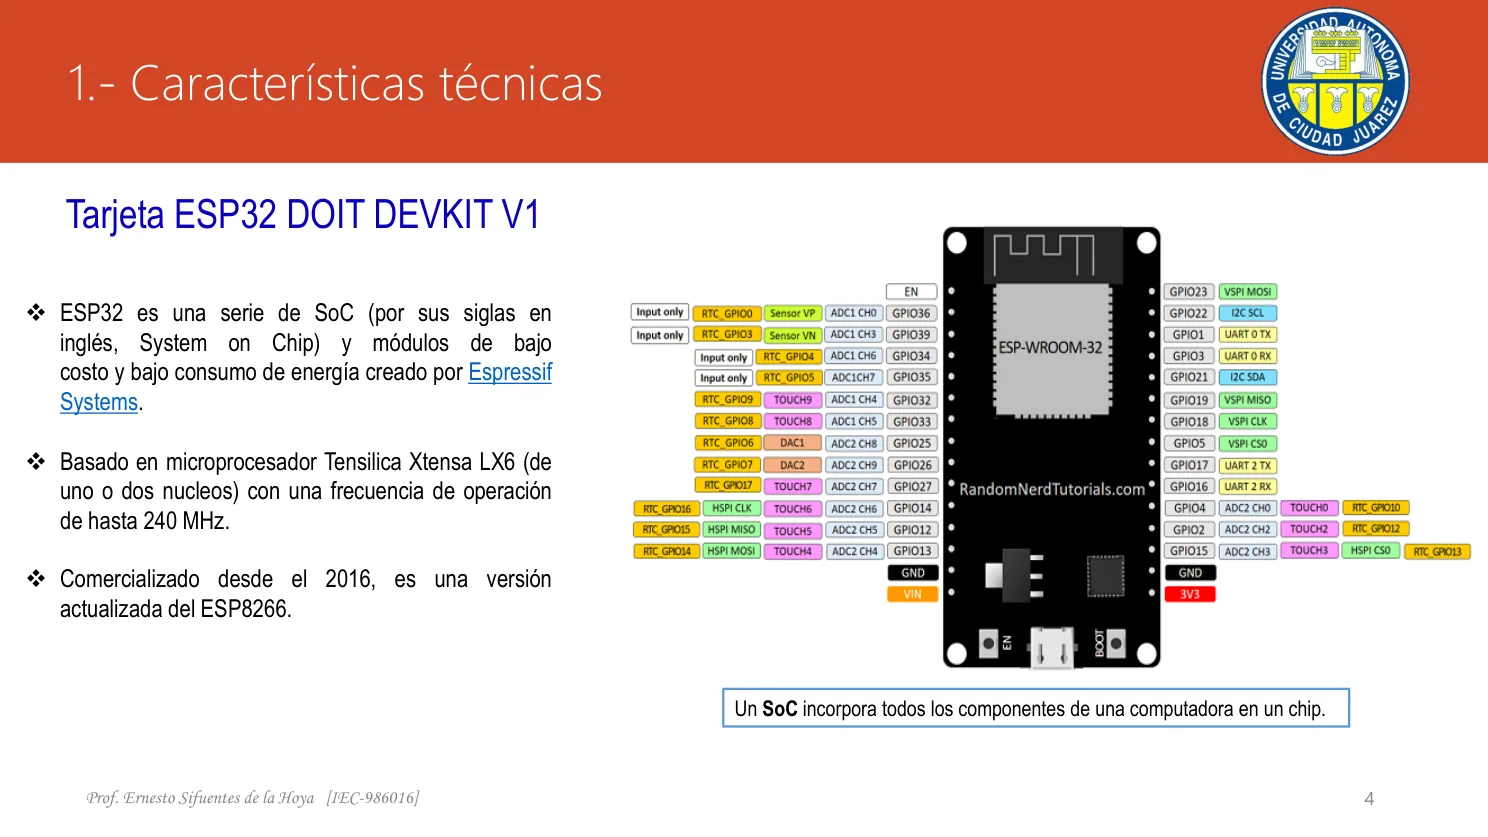 1.- Características técnicas
UNIVERSIDAD AUTONOMA
DE CIUDAD JUAREZ
Tarjeta ESP32 DOIT DEVKIT V1
❖ ESP32 es una serie de SoC (por sus siglas en
inglés, System on Chip) y módulos de bajo
costo y bajo consumo de energía creado por Espressif
Systems.
❖ Basado en microprocesador Tensilica Xtensa LX6 (de
uno o dos nucleos) con una frecuencia de operación
de hasta 240 MHz.
❖ Comercializado desde el 2016, es una versión
actualizada del ESP8266.
EN
Input only RTC_GPIO0 Sensor VP ADC1 CH0 GPIO36
Input only RTC_GPIO3 Sensor VN ADC1 CH3 GPIO39
Input only RTC_GPIO4 ADC1 CH6 GPIO34
Input only RTC_GPIO5 ADC1CH7 GPIO35
RTC_GPIO9 TOUCH9 ADC1 CH4 GPIO32
RTC_GPIO8 TOUCH8 ADC1 CH5 GPIO33
RTC_GPIO6 DAC1 ADC2 CH8 GPIO25
RTC_GPIO7 DAC2 ADC2 CH9 GPIO26
RTC_GPIO17 TOUCH7 ADC2 CH7 GPIO27
RTC_GPIO16 HSPI CLK TOUCH6 ADC2 CH6 GPIO14
RTC_GPIO15 HSPI MISO TOUCH5 ADC2 CH5 GPIO12
RTC_GPIO14 HSPI MOSI TOUCH4 ADC2 CH4 GPIO13
GND
VIN
ESP-WROOM-32
RandomNerdTutorials.com
EN
BOOT
GPIO23 VSPI MOSI
GPIO22 I2C SCL
GPIO1 UART 0 TX
GPIO3 UART 0 RX
GPIO21 I2C SDA
GPIO19 VSPI MISO
GPIO18 VSPI CLK
GPIO5 VSPI CS0
GPIO17 UART 2 TX
GPIO16 UART 2 RX
GPIO4 ADC2 CH0 TOUCH0 RTC_GPIO10
GPIO2 ADC2 CH2 TOUCH2 RTC_GPIO12
GPIO15 ADC2 CH3 TOUCH3 HSPI CS0 RTC_GPIO13
GND
3V3
Un SoC incorpora todos los componentes de una computadora en un chip.
Prof. Ernesto Sifuentes de la Hoya [IEC-986016]
4